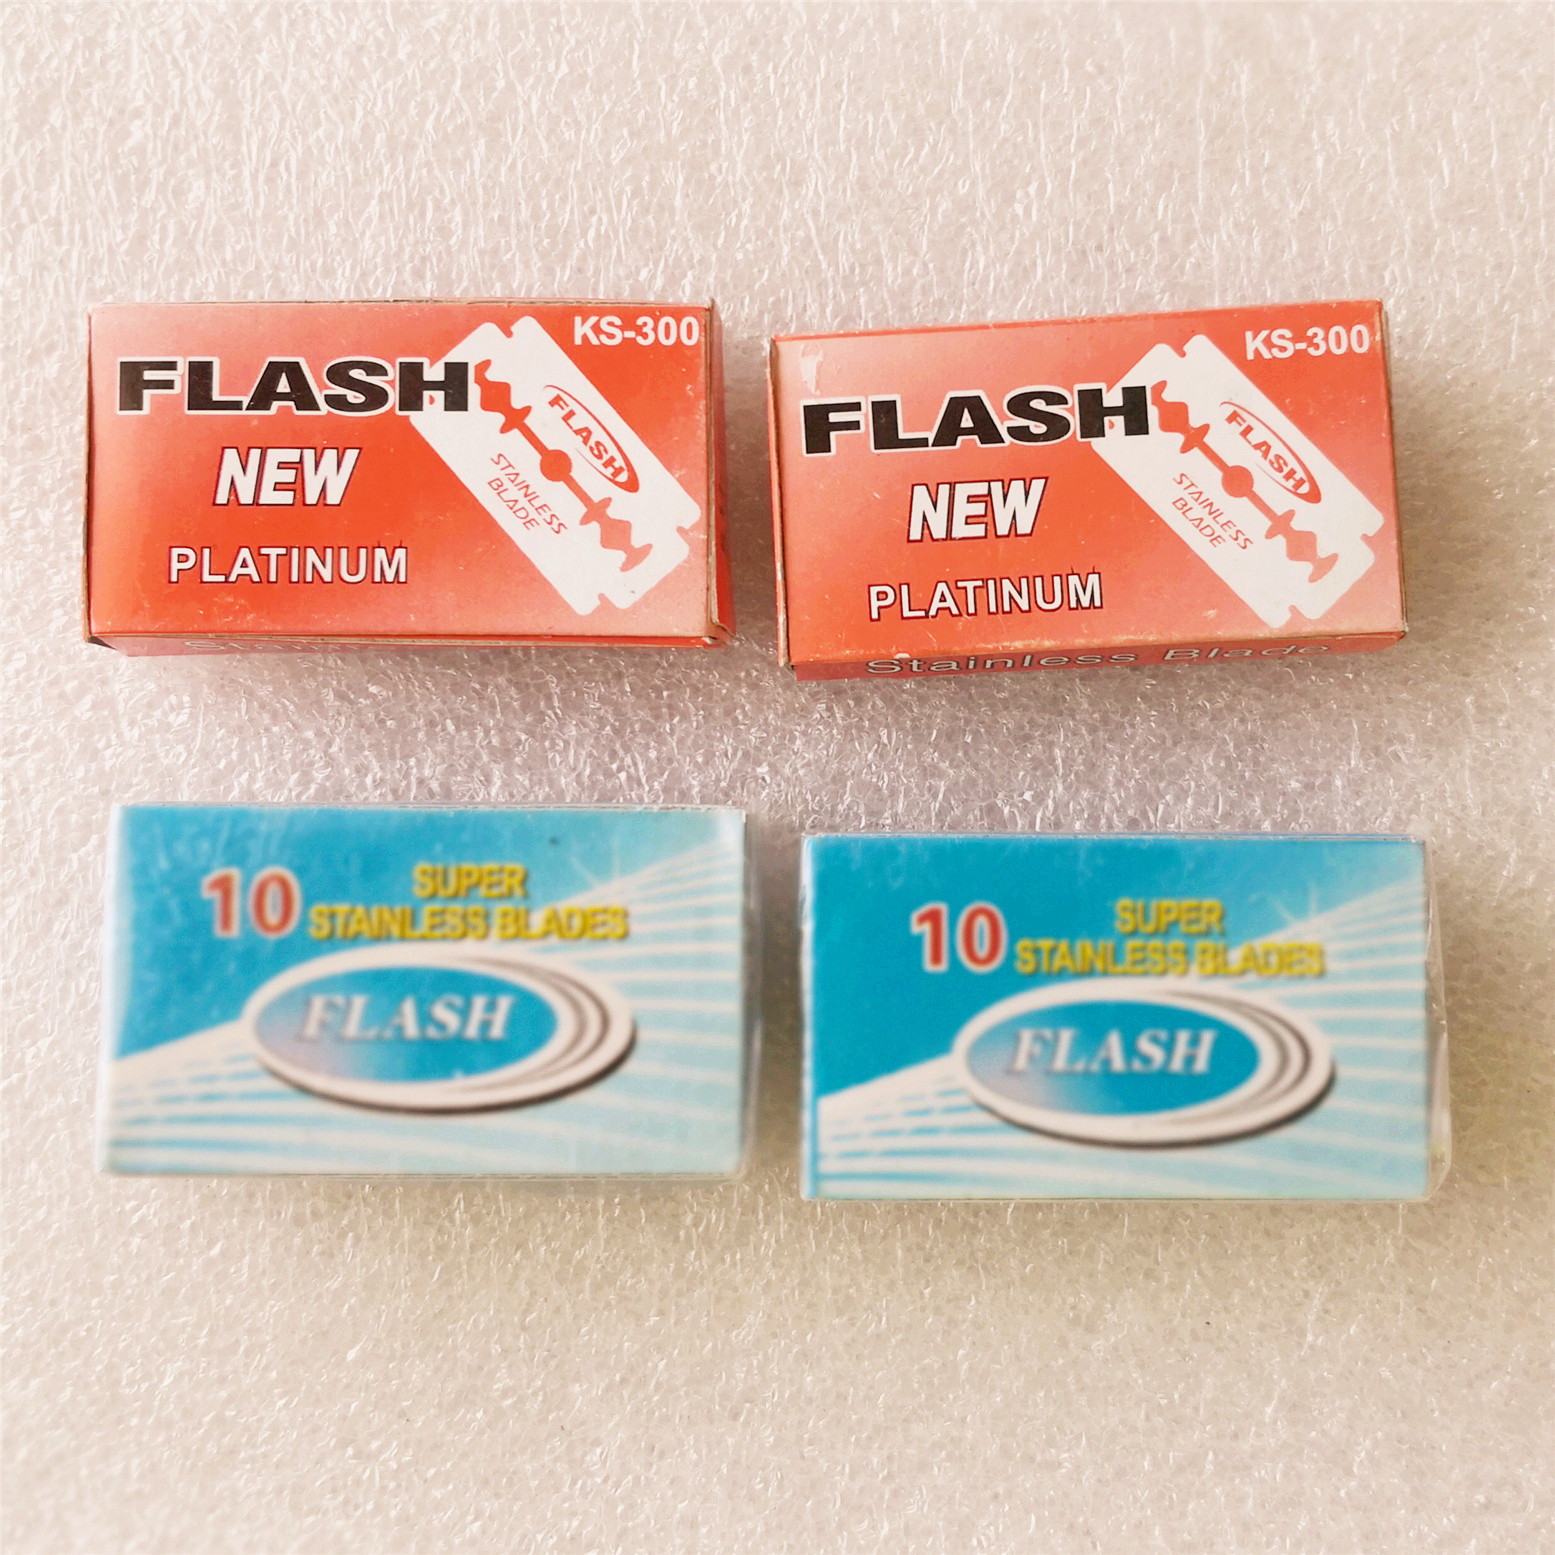 KS-300
FLASH
NEW
PLATINUM
FLASH
STAINLESS
BLADE
KS-300
FLASH
NEW
PLATINUM
FLASH
STAINLESS
BLADE
Stainless Blade
10
SUPER
STAINLESS BLADES
FLASH
10
SUPER
STAINLESS BLADES
FLASH